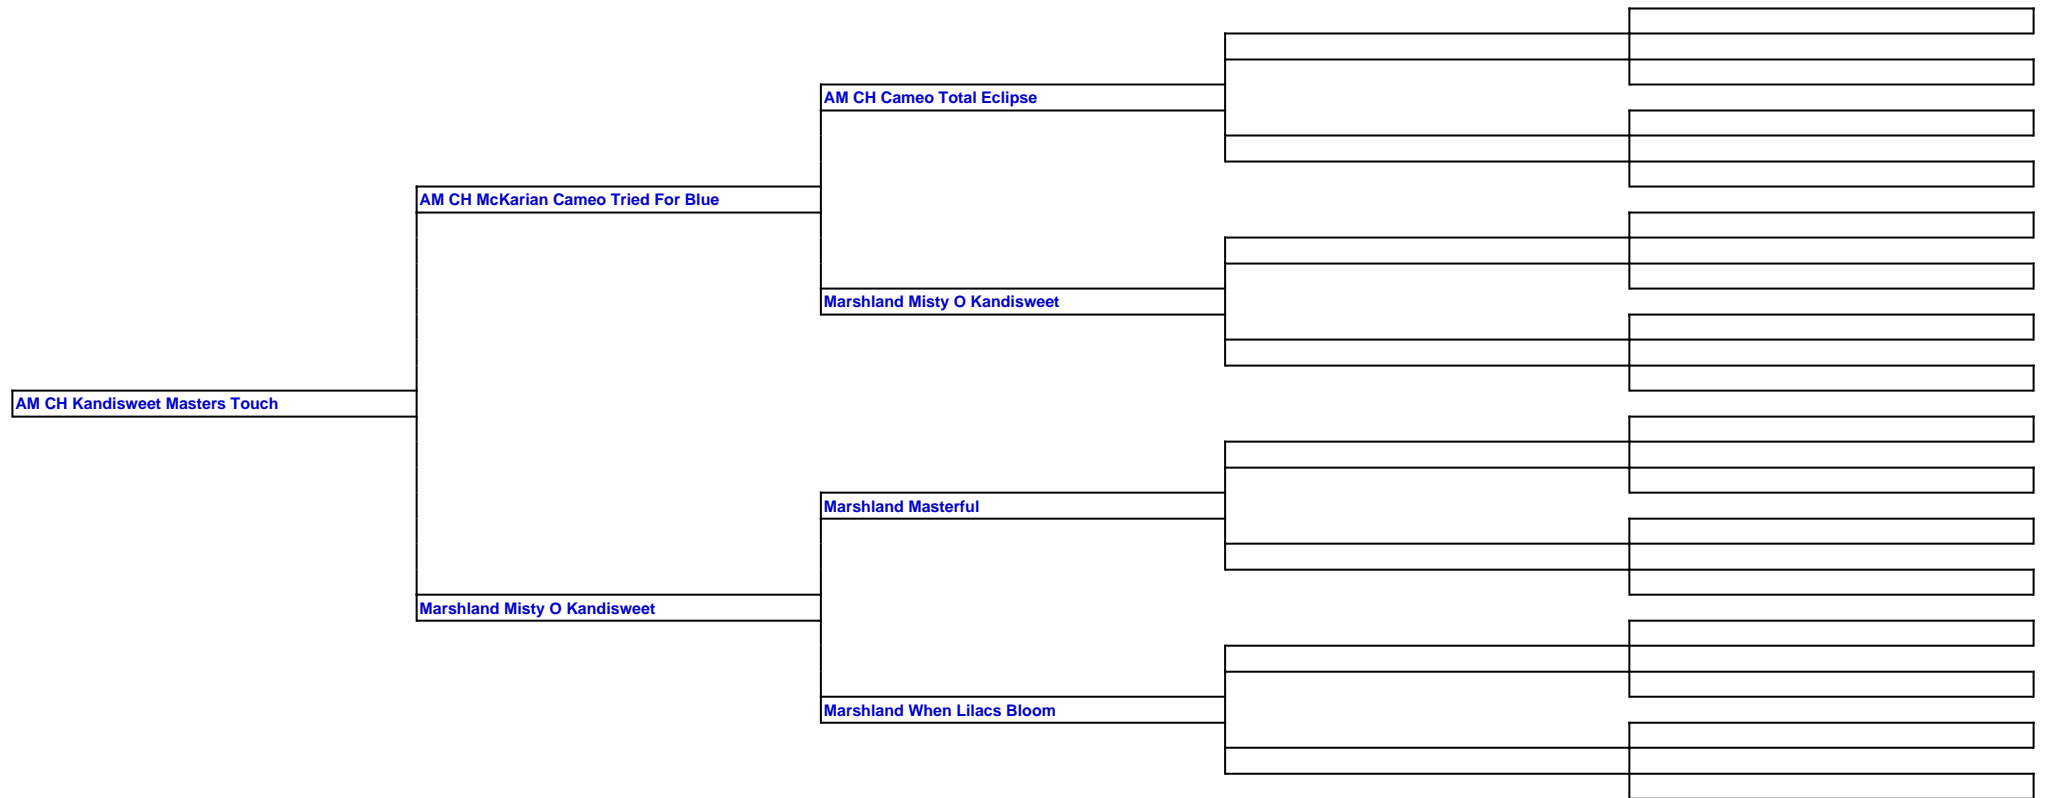 AM CH Cameo Total Eclipse
AM CH McKarian Cameo Tried For Blue
Marshland Misty O Kandisweet
AM CH Kandisweet Masters Touch
Marshland Masterful
Marshland Misty O Kandisweet
Marshland When Lilacs Bloom